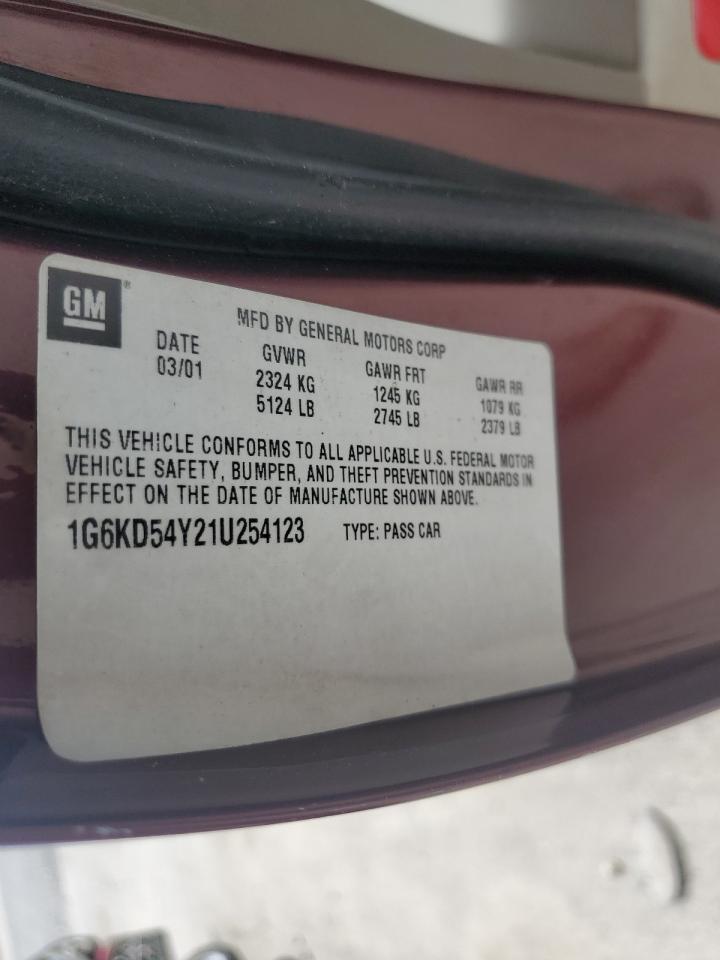 GM®
MFD BY GENERAL MOTORS CORP
DATE GVWR GAWR FRT GAWR RR
03/01 2324 KG 1245 KG 1079 KG
5124 LB 2745 LB 2379 LB
THIS VEHICLE CONFORMS TO ALL APPLICABLE U.S. FEDERAL MOTOR
VEHICLE SAFETY, BUMPER, AND THEFT PREVENTION STANDARDS IN
EFFECT ON THE DATE OF MANUFACTURE SHOWN ABOVE.
1G6KD54Y21U254123 TYPE: PASS CAR